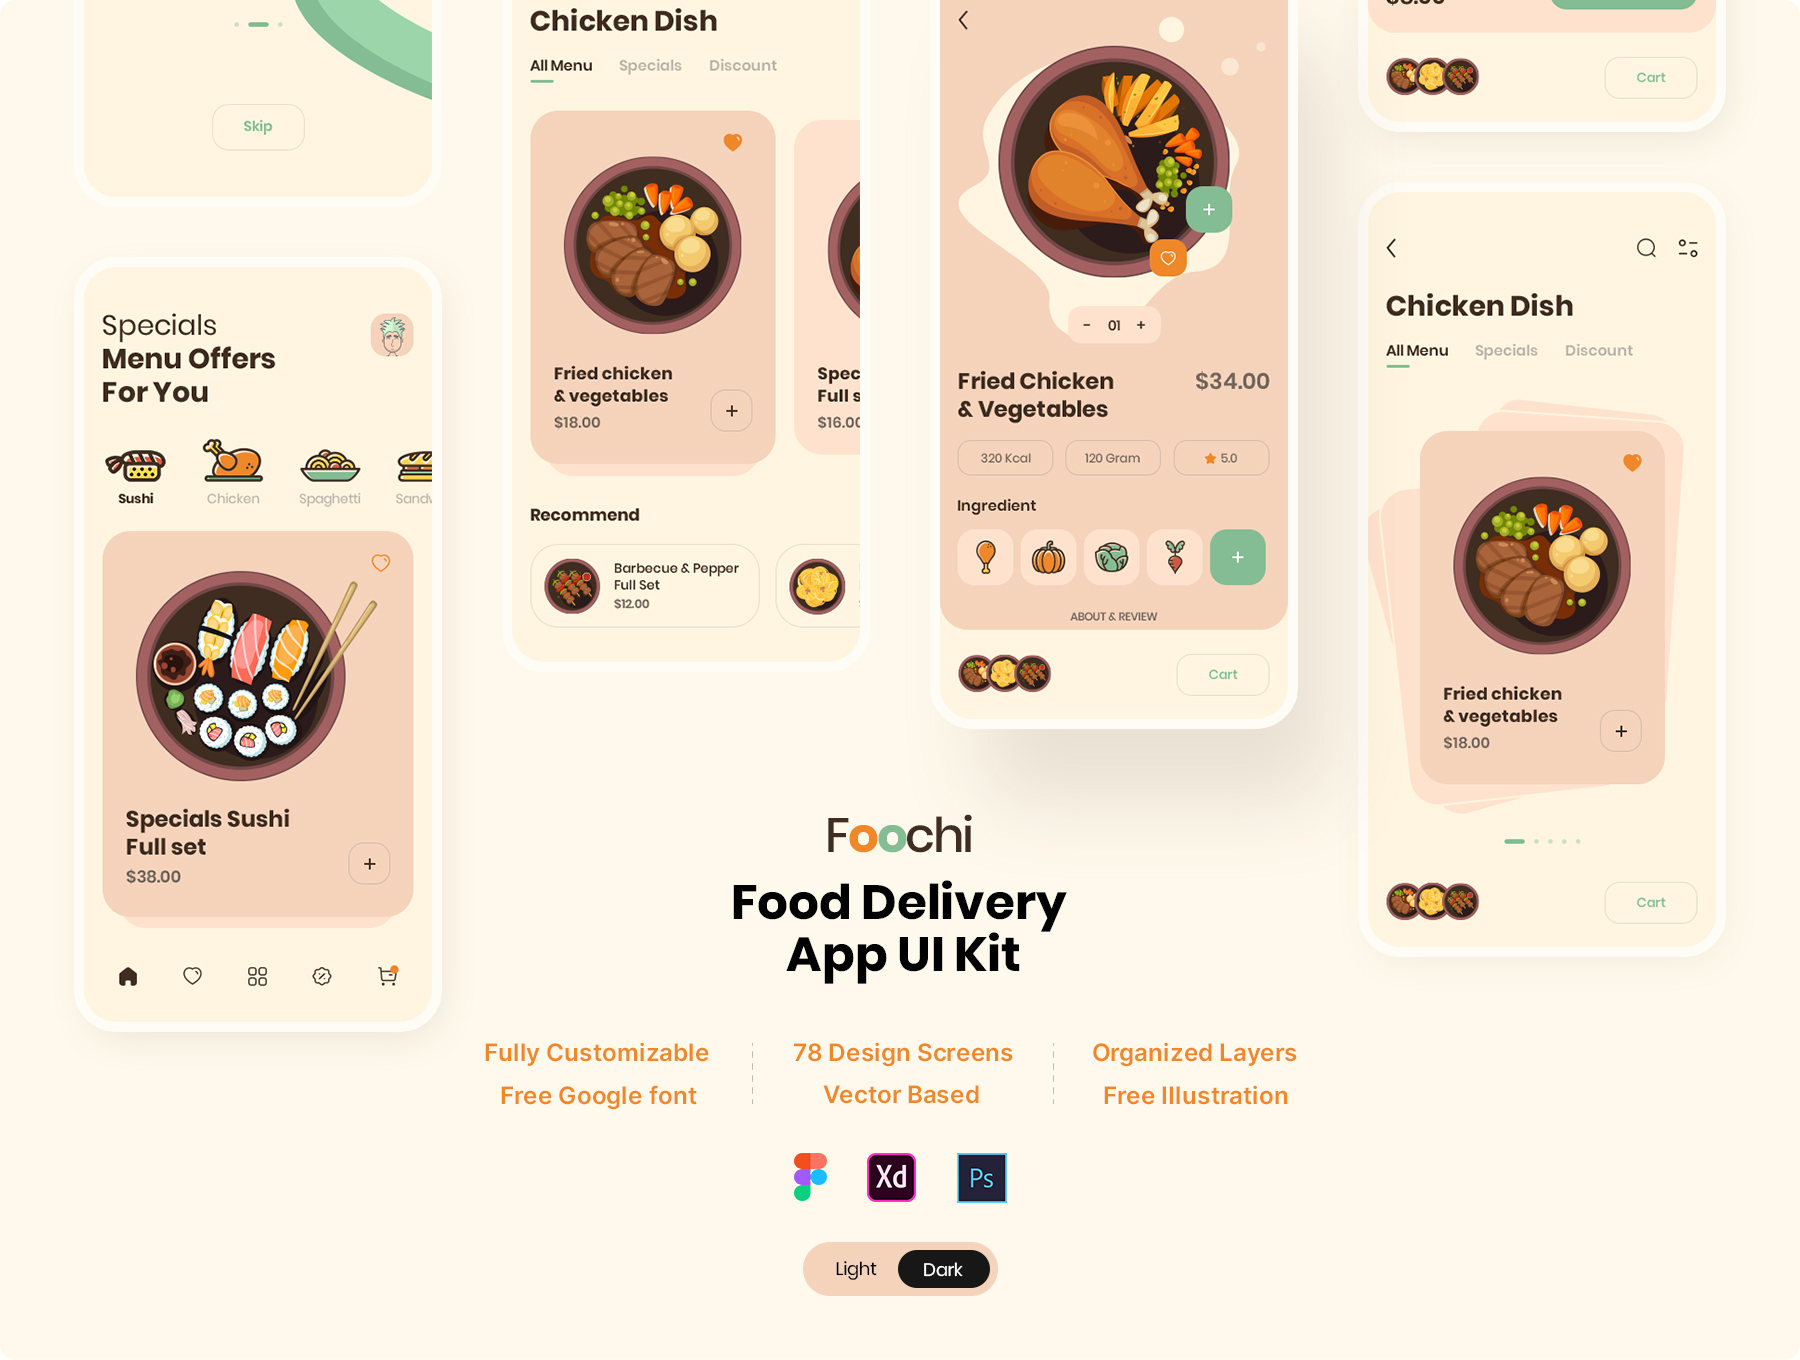 Skip
Specials
Menu Offers
For You
Sushi
Chicken
Spaghetti
Specials Sushi
Full set
$38.00
Chicken Dish
All Menu
Specials
Discount
Fried chicken
& vegetables
$18.00
Spec
Full s
$16.00
Recommend
Barbecue & Pepper
Full Set
$12.00
- 01 +
Fried Chicken
& Vegetables
$34.00
320 Kcal
120 Gram
5.0
Ingredient
ABOUT & REVIEW
Cart
Cart
Chicken Dish
All Menu
Specials
Discount
Fried chicken
& vegetables
$18.00
Cart
Foochi
Food Delivery
App UI Kit
Fully Customizable
Free Google font
78 Design Screens
Vector Based
Organized Layers
Free Illustration
Xd
Ps
Light
Dark